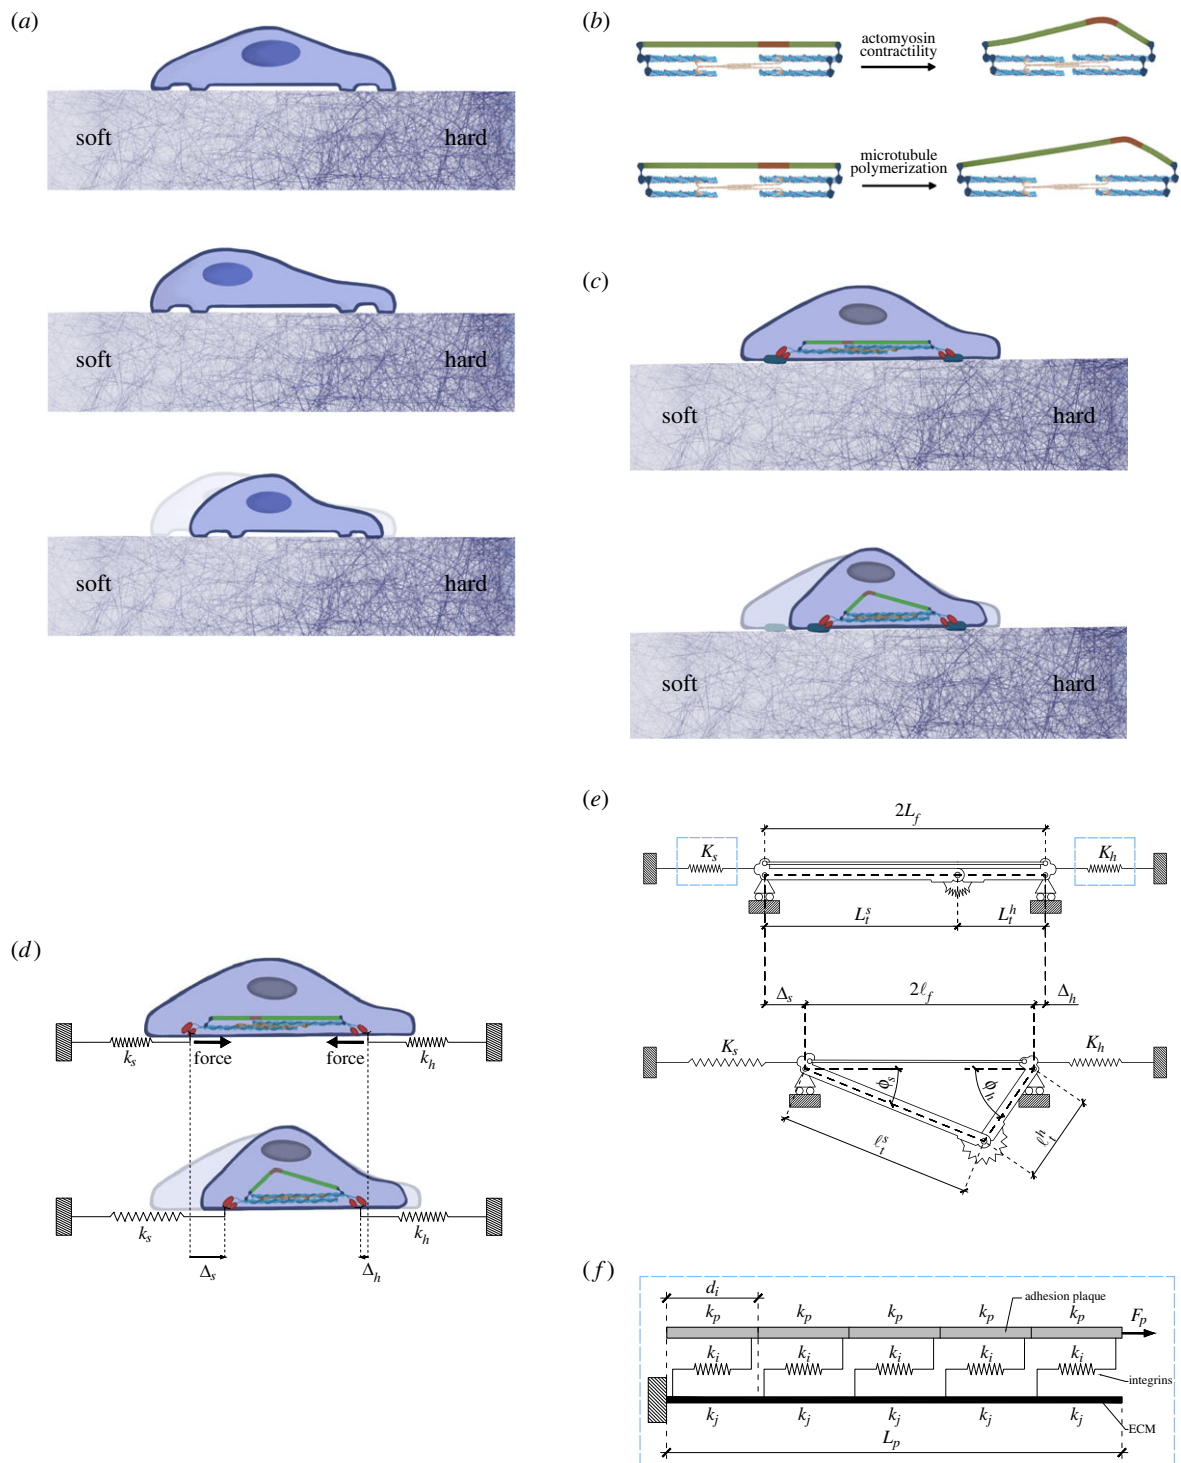 (a)
soft hard
soft hard
soft hard
(b)
actomyosin
contractility
microtubule
polymerization
(c)
soft hard
soft hard
(d)
k_s force force k_h
k_s k_h
Δ_s Δ_h
(e)
2L_f
K_s K_h
L_t^s L_t^h
Δ_s 2ℓ_f Δ_h
K_s K_h
ϕ_s ϕ_h
ℓ_t^s ℓ_t^h
(f)
d_i
adhesion plaque
k_p k_p k_p k_p k_p F_p
k_i k_i k_i k_i k_i
integrins
k_j k_j k_j k_j k_j ECM
L_p